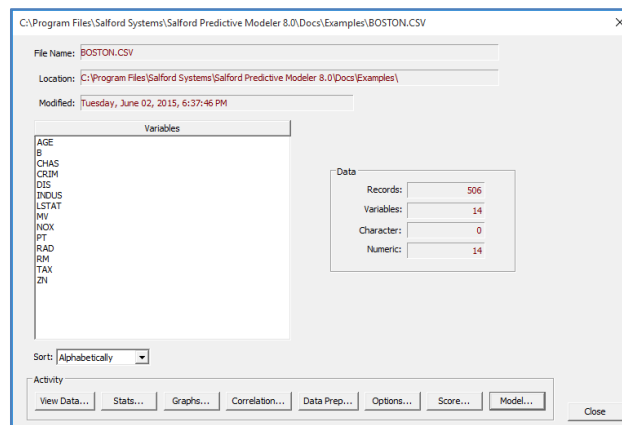 C:\Program Files\Salford Systems\Salford Predictive Modeler 8.0\Docs\Examples\BOSTON.CSV
File Name: BOSTON.CSV
Location: C:\Program Files\Salford Systems\Salford Predictive Modeler 8.0\Docs\Examples\
Modified: Tuesday, June 02, 2015, 6:37:46 PM
Variables
AGE
B
CHAS
CRIM
DIS
INDUS
LSTAT
MV
NOX
PT
RAD
RM
TAX
ZN
Data
Records: 506
Variables: 14
Character: 0
Numeric: 14
Sort: Alphabetically
Activity
View Data... Stats... Graphs... Correlation... Data Prep... Options... Score... Model...
Close